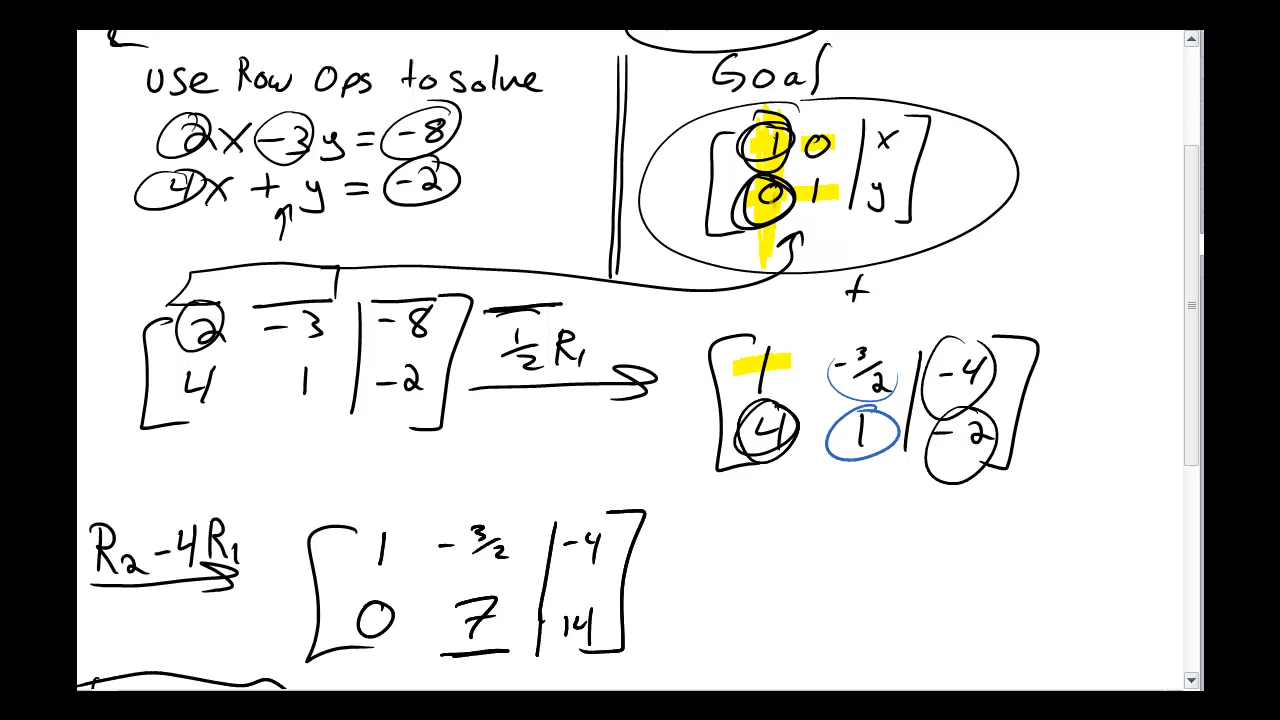 Use Row Ops to solve
2x -3y = -8
4x + y = -2
Goal
[ 1 0 | x
0 1 | y ]
[ 2 -3 | -8
4 1 | -2 ]
1/2 R1
[ 1 -3/2 | -4
4 1 | -2 ]
R2 - 4R1
[ 1 -3/2 | -4
0 7 | 14 ]